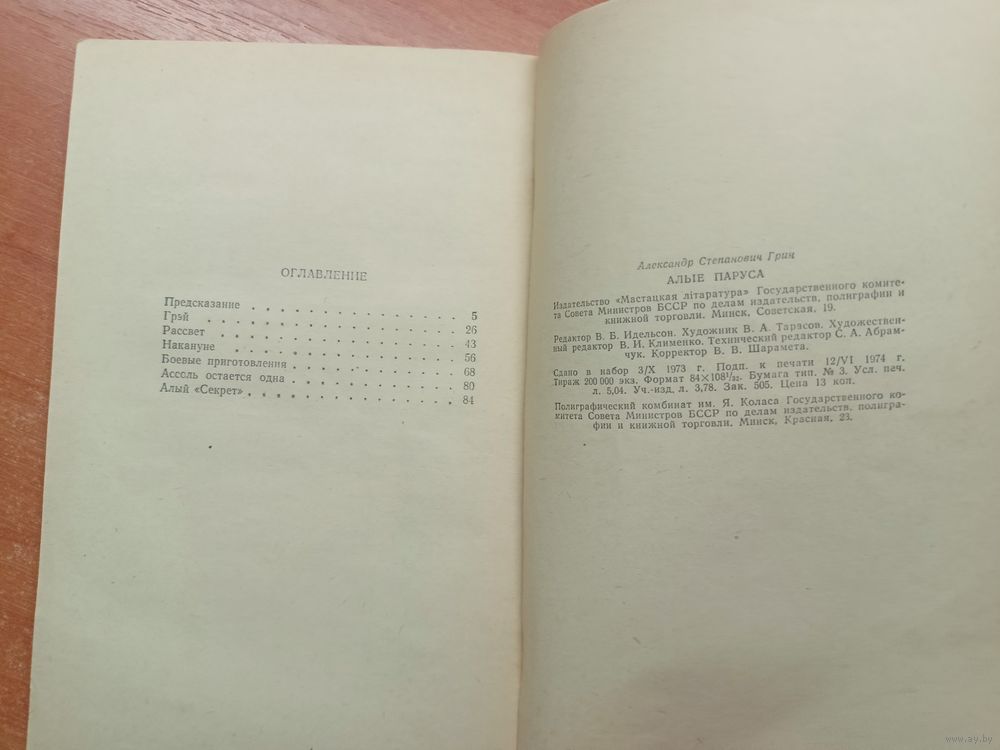 ОГЛАВЛЕНИЕ
Предсказание . . . . . . . . . . . . . 5
Грэй . . . . . . . . . . . . . . . 26
Рассвет . . . . . . . . . . . . . . 43
Накануне . . . . . . . . . . . . . 56
Боевые приготовления . . . . . . . . . . 68
Ассоль остается одна . . . . . . . . . . 80
Алый «Секрет» . . . . . . . . . . . . 84
Александр Степанович Грин
АЛЫЕ ПАРУСА
Издательство «Мастацкая літаратура» Государственного комите-
та Совета Министров БССР по делам издательств, полиграфии и
книжной торговли. Минск, Советская, 19.
Редактор В. Б. Идельсон. Художник В. А. Тарасов. Художествен-
ный редактор В. И. Клименко. Технический редактор С. А. Абрам-
чук. Корректор В. В. Шарамета.
Сдано в набор 3/X 1973 г. Подп. к печати 12/VI 1974 г.
Тираж 200 000 экз. Формат 84×108¹/₃₂. Бумага тип. № 3. Усл. печ.
л. 5,04. Уч.-изд. л. 3,78. Зак. 505. Цена 13 коп.
Полиграфический комбинат им. Я. Коласа Государственного ко-
митета Совета Министров БССР по делам издательств, полигра-
фии и книжной торговли. Минск, Красная, 23.
www.ay.by